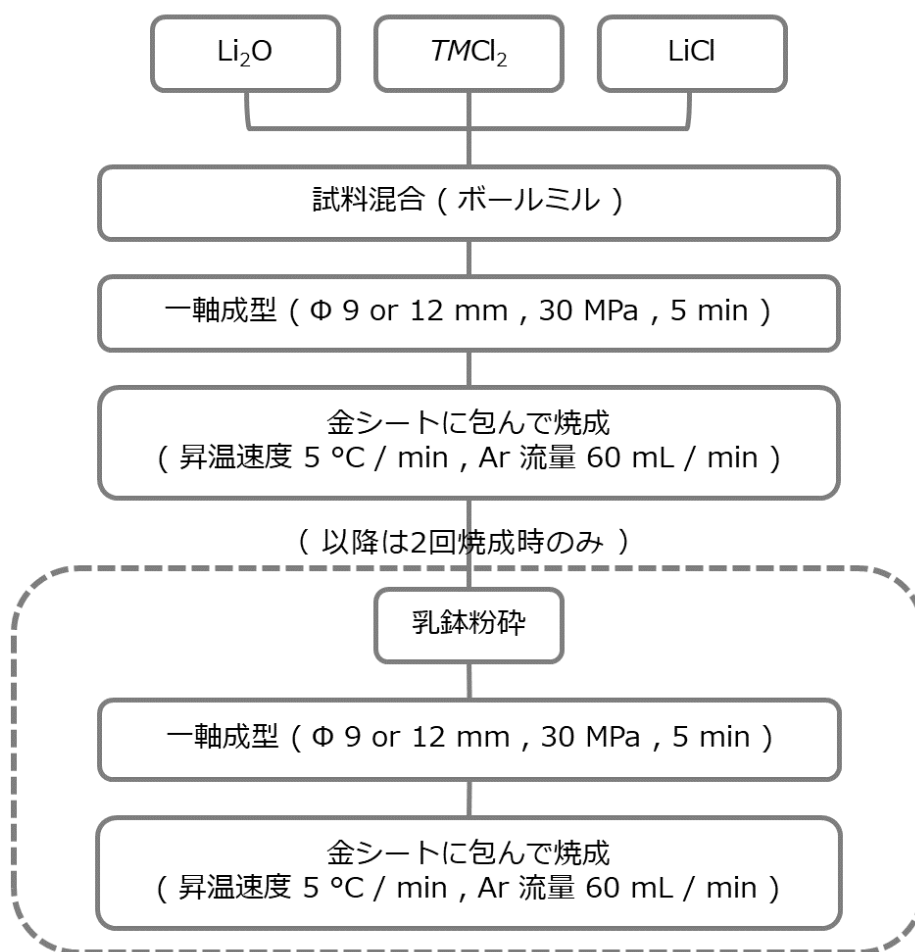 Li₂O
TMCl₂
LiCl
試料混合 ( ボールミル )
一軸成型 ( Φ 9 or 12 mm , 30 MPa , 5 min )
金シートに包んで焼成
( 昇温速度 5 °C / min , Ar 流量 60 mL / min )
( 以降は2回焼成時のみ )
乳鉢粉砕
一軸成型 ( Φ 9 or 12 mm , 30 MPa , 5 min )
金シートに包んで焼成
( 昇温速度 5 °C / min , Ar 流量 60 mL / min )